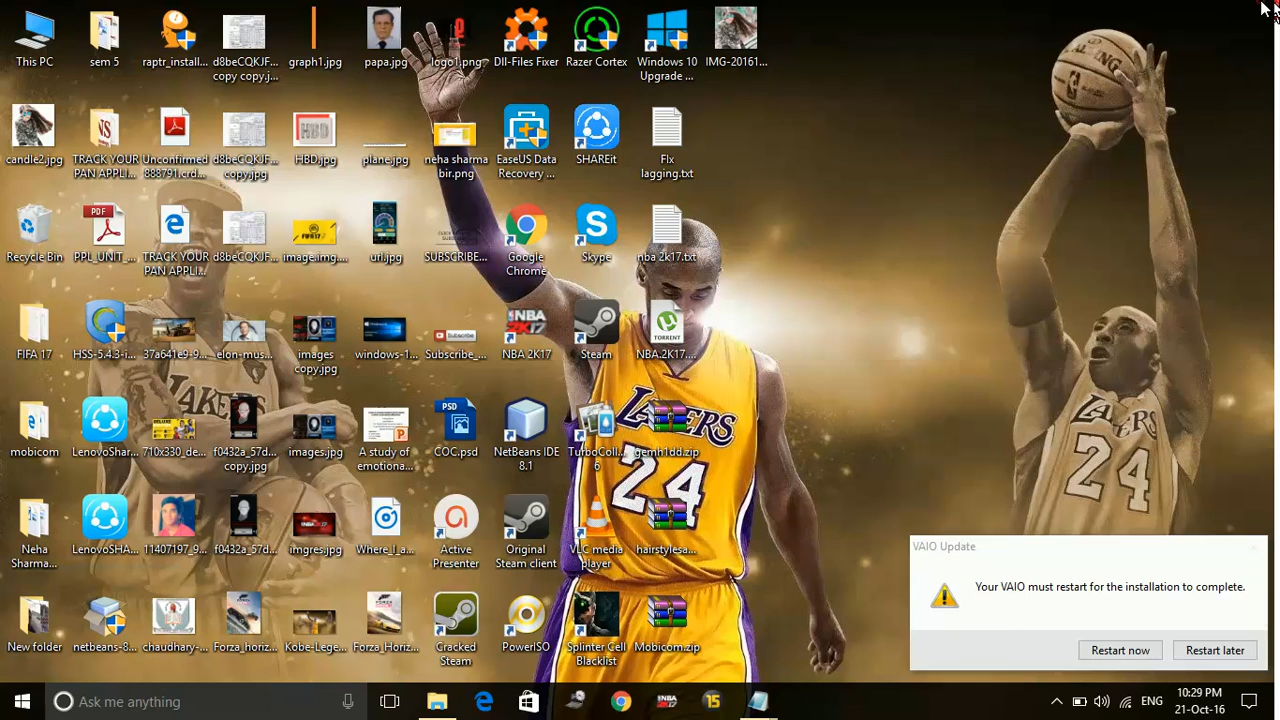 This PC
sem 5
raptr_install...
d8beCQKJF...
copy copy.j...
graph1.jpg
papa.jpg
logo1.png
Dll-Files Fixer
Razer Cortex
Windows 10
Upgrade ...
IMG-20161...
candle2.jpg
TRACK YOUR
PAN APPLI...
Unconfirmed
888791.crd...
d8beCQKJF...
copy.jpg
HBD.jpg
plane.jpg
neha sharma
bir.png
EaseUS Data
Recovery ...
SHAREit
Flx
lagging.txt
Recycle Bin
PPL_UNIT_...
TRACK YOUR
PAN APPLI...
d8beCQKJF...
image.img....
url.jpg
SUBSCRIBE...
Google
Chrome
Skype
nba 2k17.txt
FIFA 17
HSS-5.4.3-i...
37a641e9-9...
elon-mus...
images
copy.jpg
windows-1...
Subscribe_...
NBA 2K17
Steam
NBA.2K17....
mobicom
LenovoShar...
710x330_de...
f0432a_57d...
copy.jpg
images.jpg
A study of
emotiona...
COC.psd
NetBeans IDE
8.1
TurboColl...
6
gemh1dd.zip
Neha
Sharma...
LenovoSHA...
11407197_9...
f0432a_57d...
imgres.jpg
Where_I_a...
Active
Presenter
Original
Steam client
VLC media
player
hairstylesa...
New folder
netbeans-8...
chaudhary-...
Forza_horiz...
Kobe-Lege...
Forza_Horiz...
Cracked
Steam
PowerISO
Splinter Cell
Blacklist
Mobicom.zip
LAKERS
24
LAKERS
24
VAIO Update
Your VAIO must restart for the installation to complete.
Restart now
Restart later
Ask me anything
15
ENG
10:29 PM
21-Oct-16